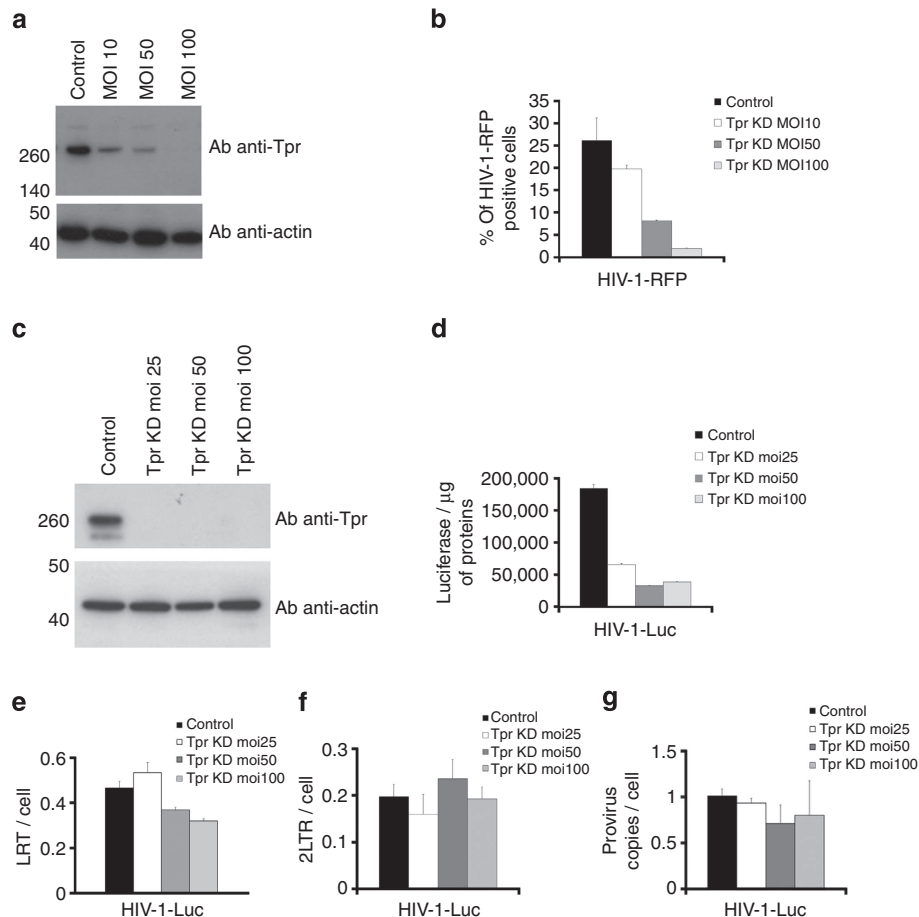 a
Control
MOI 10
MOI 50
MOI 100
260
140
50
40
Ab anti-Tpr
Ab anti-actin
b
% Of HIV-1-RFP
positive cells
35
30
25
20
15
10
5
0
HIV-1-RFP
Control
Tpr KD MOI10
Tpr KD MOI50
Tpr KD MOI100
c
Control
Tpr KD moi 25
Tpr KD moi 50
Tpr KD moi 100
260
50
40
Ab anti-Tpr
Ab anti-actin
d
Luciferase / µg
of proteins
200,000
150,000
100,000
50,000
0
HIV-1-Luc
Control
Tpr KD moi25
Tpr KD moi50
Tpr KD moi100
e
LRT / cell
0.6
0.4
0.2
0
HIV-1-Luc
Control
Tpr KD moi25
Tpr KD moi50
Tpr KD moi100
f
2LTR / cell
0.3
0.2
0.1
0
HIV-1-Luc
Control
Tpr KD moi25
Tpr KD moi50
Tpr KD moi100
g
Provirus
copies / cell
1.5
1
0.5
0
HIV-1-Luc
Control
Tpr KD moi25
Tpr KD moi50
Tpr KD moi100